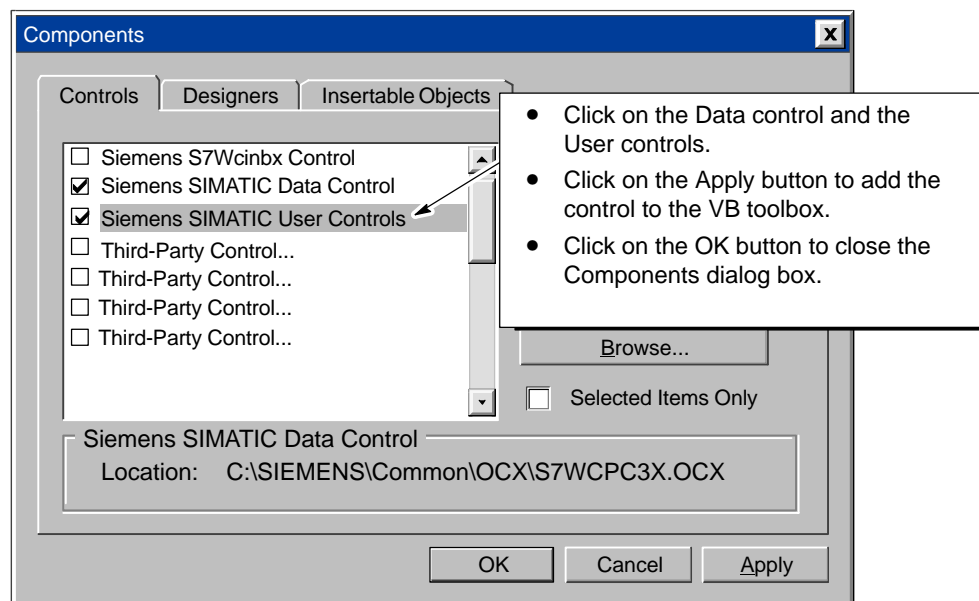 Components
Controls
Designers
Insertable Objects
Siemens S7Wcinbx Control
Siemens SIMATIC Data Control
Siemens SIMATIC User Controls
Third-Party Control...
Third-Party Control...
Third-Party Control...
Third-Party Control...
• Click on the Data control and the
User controls.
• Click on the Apply button to add the
control to the VB toolbox.
• Click on the OK button to close the
Components dialog box.
Browse...
Selected Items Only
Siemens SIMATIC Data Control
Location: C:\SIEMENS\Common\OCX\S7WCPC3X.OCX
OK
Cancel
Apply